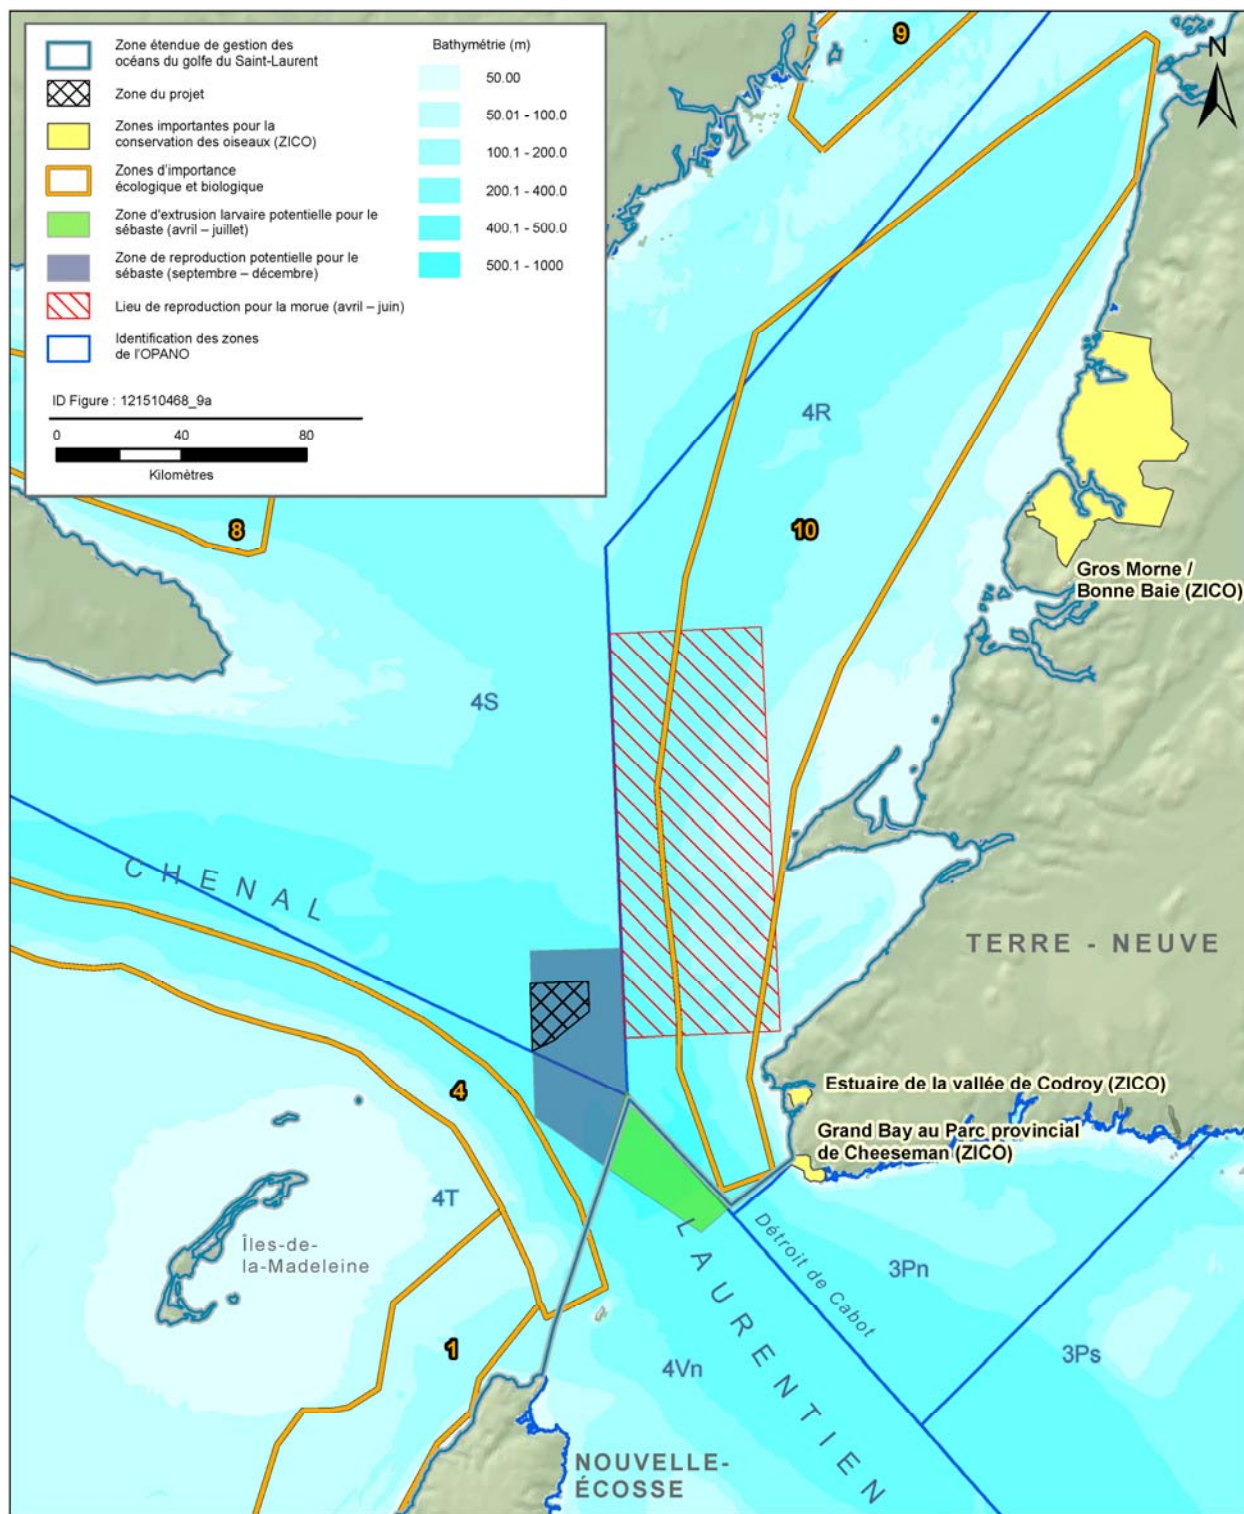 Zone étendue de gestion des
océans du golfe du Saint-Laurent
Zone du projet
Zones importantes pour la
conservation des oiseaux (ZICO)
Zones d'importance
écologique et biologique
Zone d'extrusion larvaire potentielle pour le
sébaste (avril – juillet)
Zone de reproduction potentielle pour le
sébaste (septembre – décembre)
Lieu de reproduction pour la morue (avril – juin)
Identification des zones
de l'OPANO
Bathymétrie (m)
50.00
50.01 - 100.0
100.1 - 200.0
200.1 - 400.0
400.1 - 500.0
500.1 - 1000
ID Figure : 121510468_9a
0 40 80
Kilomètres
N
9
4R
8
10
Gros Morne /
Bonne Baie (ZICO)
4S
CHENAL
TERRE - NEUVE
4
Estuaire de la vallée de Codroy (ZICO)
Grand Bay au Parc provincial
de Cheeseman (ZICO)
4T
Îles-de-
la-Madeleine
LAURENTIEN
Détroit de Cabot
3Pn
1
4Vn
3Ps
NOUVELLE-
ÉCOSSE